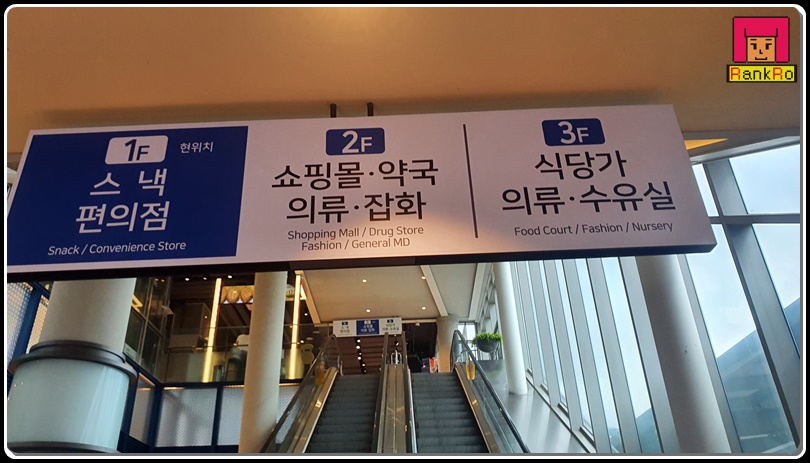 RankRo
1F 현위치
스 낵
편의점
Snack / Convenience Store
2F
쇼핑몰·약국
의류·잡화
Shopping Mall / Drug Store
Fashion / General MD
3F
식당가
의류·수유실
Food Court / Fashion / Nursery